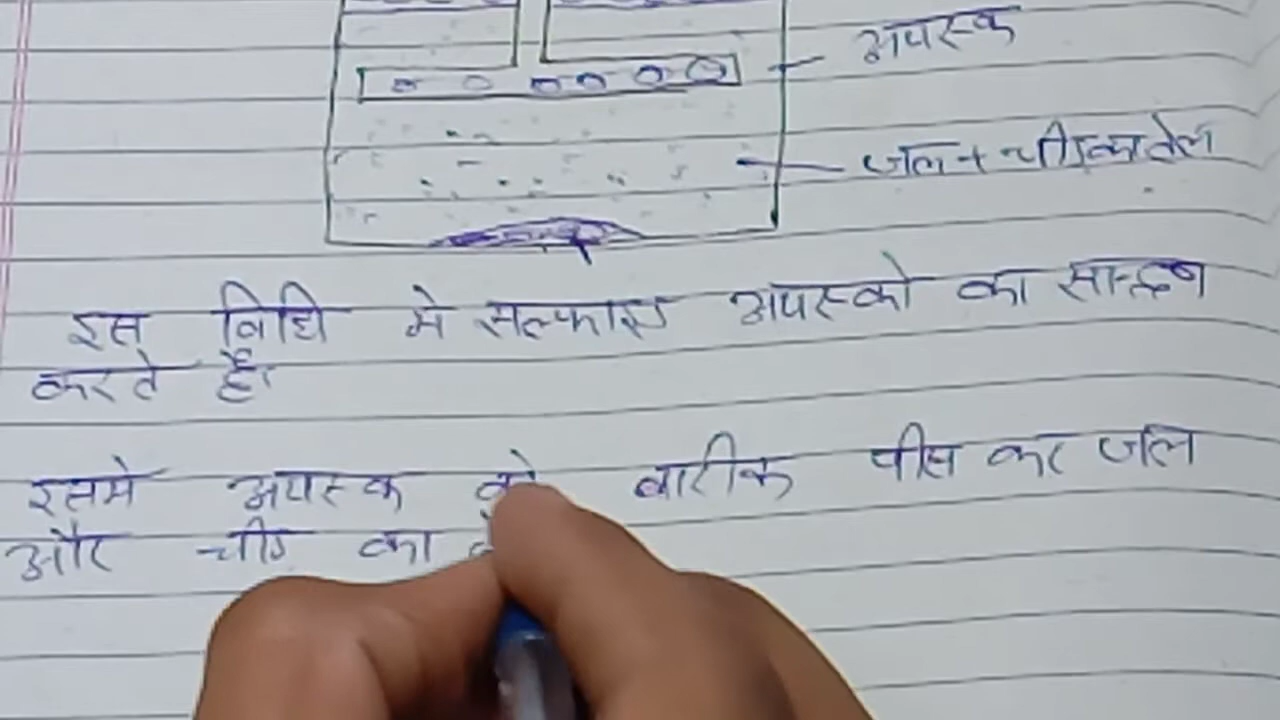 अयस्क
जल + चीड़ का तेल
इस विधि मे सल्फाइड अयस्को का सान्द्रण
करते है।
इसमे अयस्क को बारीक पीस कर जल
और चीड़ का